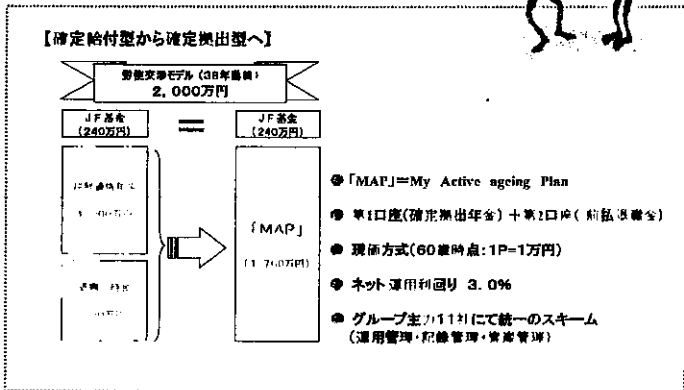 【確定給付型から確定拠出型へ】
労使交渉モデル (38年勤続)
2,000万円
JF基金
(240万円)
=
JF基金
(240万円)
「MAP」
(1,760万円)
「MAP」=My Active ageing Plan
第1口座(確定拠出年金)+第2口座(前払退職金)
現価方式(60歳時点:1P=1万円)
ネット運用利回り 3.0%
グループ主力11社にて統一のスキーム
(運用管理・記録管理・資産管理)